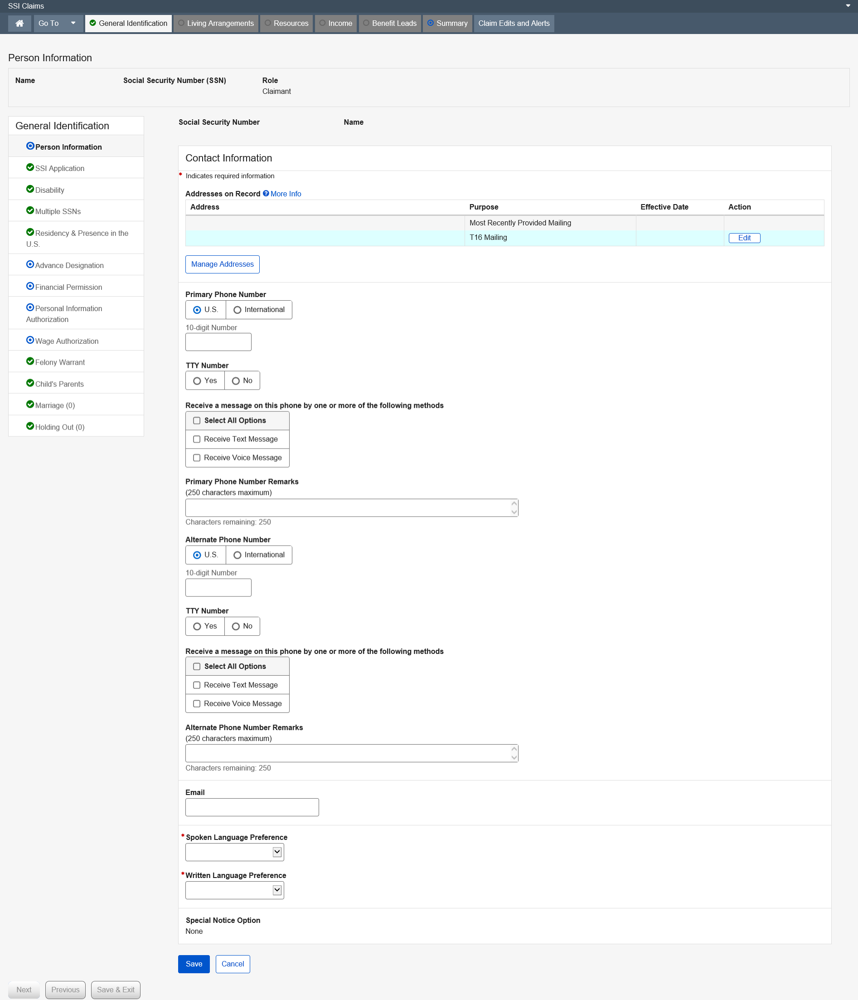 SSI Claims
Go To General Identification Living Arrangements Resources Income Benefit Leads Summary Claim Edits and Alerts
Person Information
Name Social Security Number (SSN) Role
Claimant
General Identification
Person Information
SSI Application
Disability
Multiple SSNs
Residency & Presence in the
U.S.
Advance Designation
Financial Permission
Personal Information
Authorization
Wage Authorization
Felony Warrant
Child's Parents
Marriage (0)
Holding Out (0)
Social Security Number Name
Contact Information
* Indicates required information
Addresses on Record ? More Info
Address Purpose Effective Date Action
Most Recently Provided Mailing
T16 Mailing Edit
Manage Addresses
Primary Phone Number
U.S. International
10-digit Number
TTY Number
Yes No
Receive a message on this phone by one or more of the following methods
Select All Options
Receive Text Message
Receive Voice Message
Primary Phone Number Remarks
(250 characters maximum)
Characters remaining: 250
Alternate Phone Number
U.S. International
10-digit Number
TTY Number
Yes No
Receive a message on this phone by one or more of the following methods
Select All Options
Receive Text Message
Receive Voice Message
Alternate Phone Number Remarks
(250 characters maximum)
Characters remaining: 250
Email
* Spoken Language Preference
* Written Language Preference
Special Notice Option
None
Save Cancel
Next Previous Save & Exit